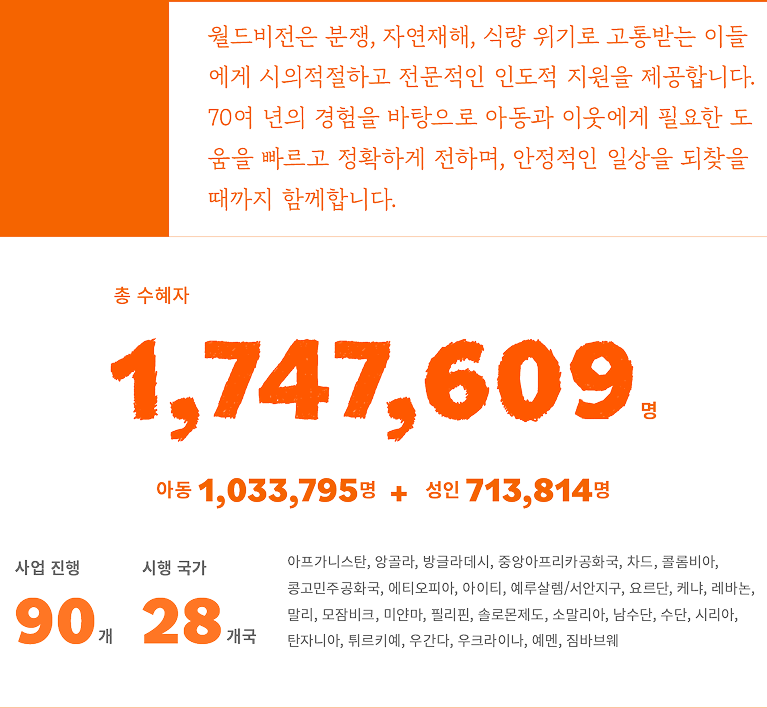 월드비전은 분쟁, 자연재해, 식량 위기로 고통받는 이들
에게 시의적절하고 전문적인 인도적 지원을 제공합니다.
70여 년의 경험을 바탕으로 아동과 이웃에게 필요한 도
움을 빠르고 정확하게 전하며, 안정적인 일상을 되찾을
때까지 함께합니다.
총 수혜자
1,747,609명
아동 1,033,795명 + 성인 713,814명
사업 진행
90개
시행 국가
28개국
아프가니스탄, 앙골라, 방글라데시, 중앙아프리카공화국, 차드, 콜롬비아,
콩고민주공화국, 에티오피아, 아이티, 예루살렘/서안지구, 요르단, 케냐, 레바논,
말리, 모잠비크, 미얀마, 필리핀, 솔로몬제도, 소말리아, 남수단, 수단, 시리아,
탄자니아, 튀르키예, 우간다, 우크라이나, 예멘, 짐바브웨